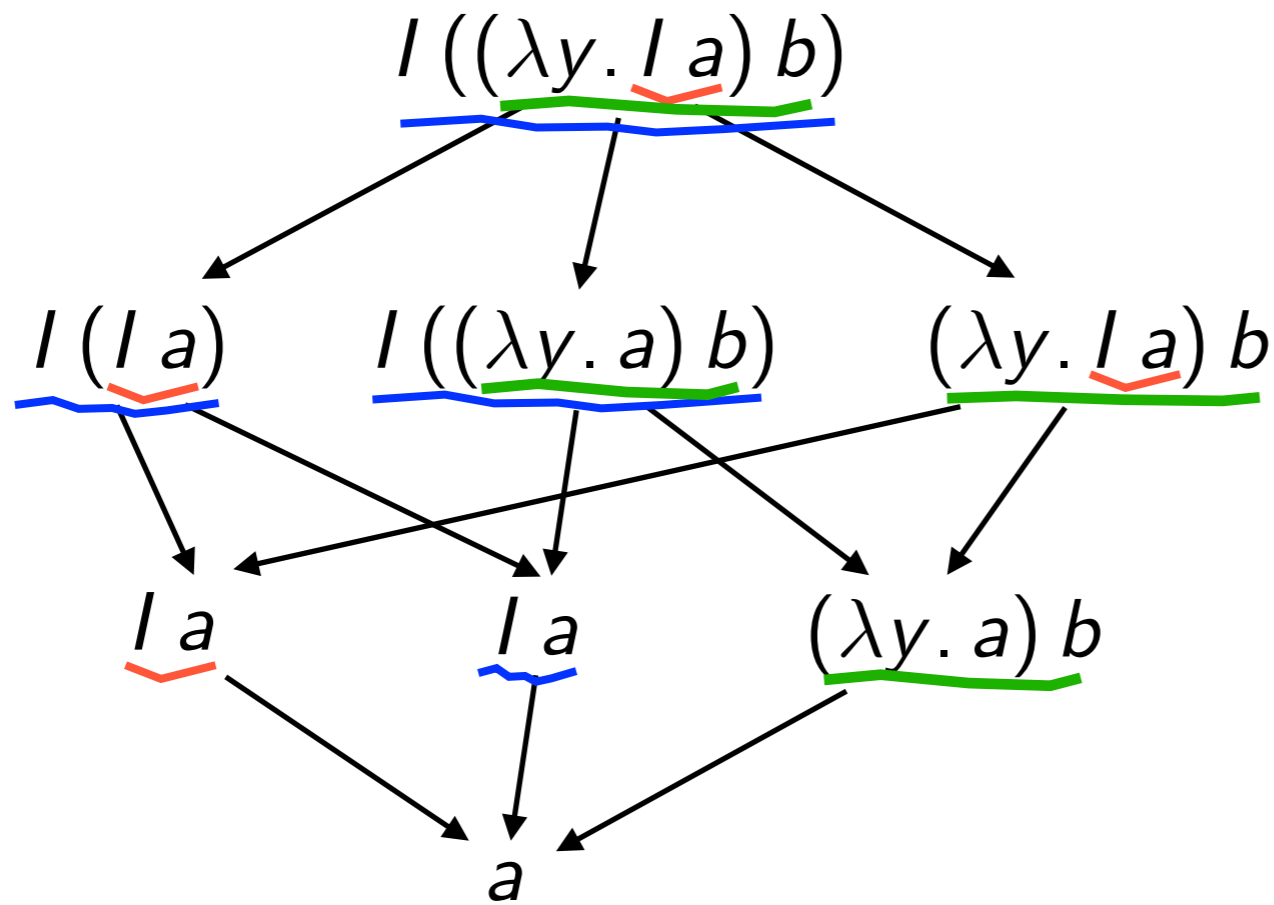 I ((λy . I a) b)
I (I a) I ((λy . a) b) (λy . I a) b
I a I a (λy . a) b
a